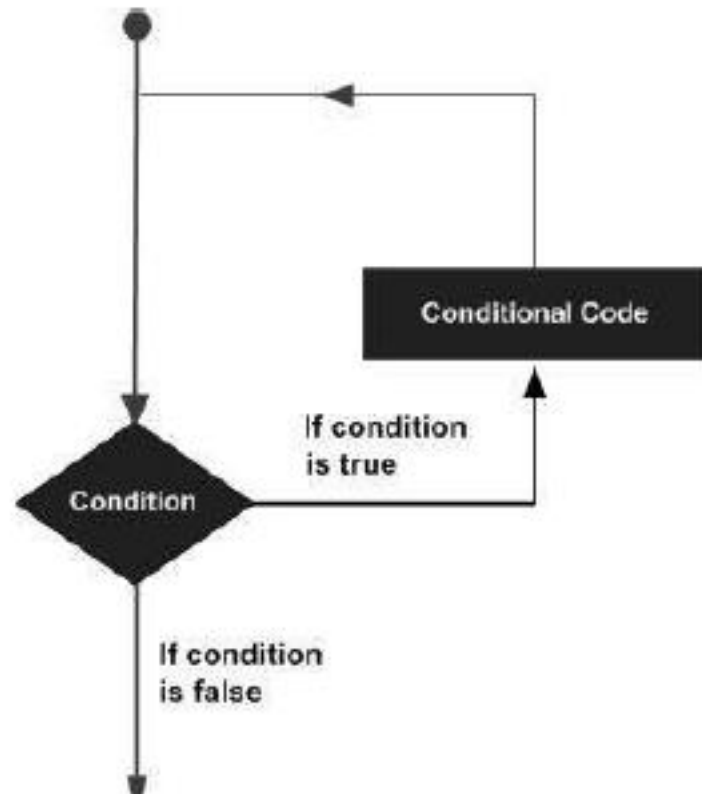 Conditional Code
If condition
is true
Condition
If condition
is false